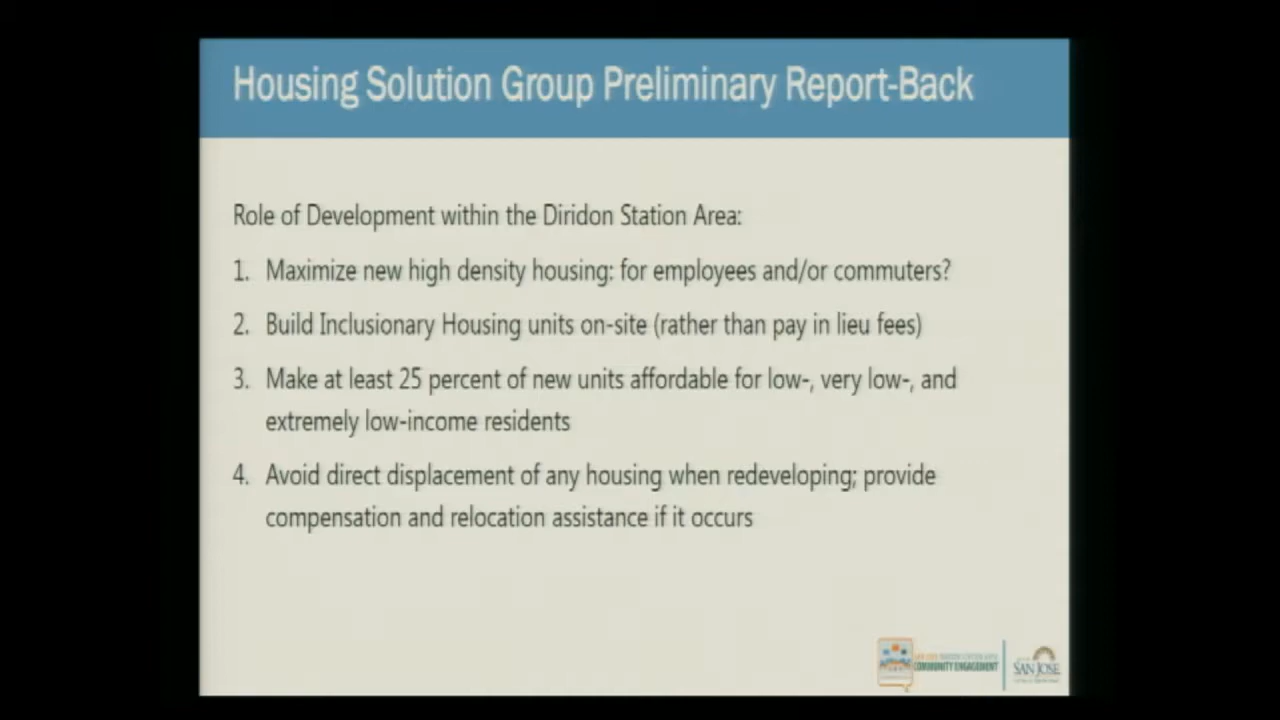 Housing Solution Group Preliminary Report-Back
Role of Development within the Diridon Station Area:
1. Maximize new high density housing: for employees and/or commuters?
2. Build Inclusionary Housing units on-site (rather than pay in lieu fees)
3. Make at least 25 percent of new units affordable for low-, very low-, and
extremely low-income residents
4. Avoid direct displacement of any housing when redeveloping; provide
compensation and relocation assistance if it occurs
COMMUNITY ENGAGEMENT
SAN JOSE